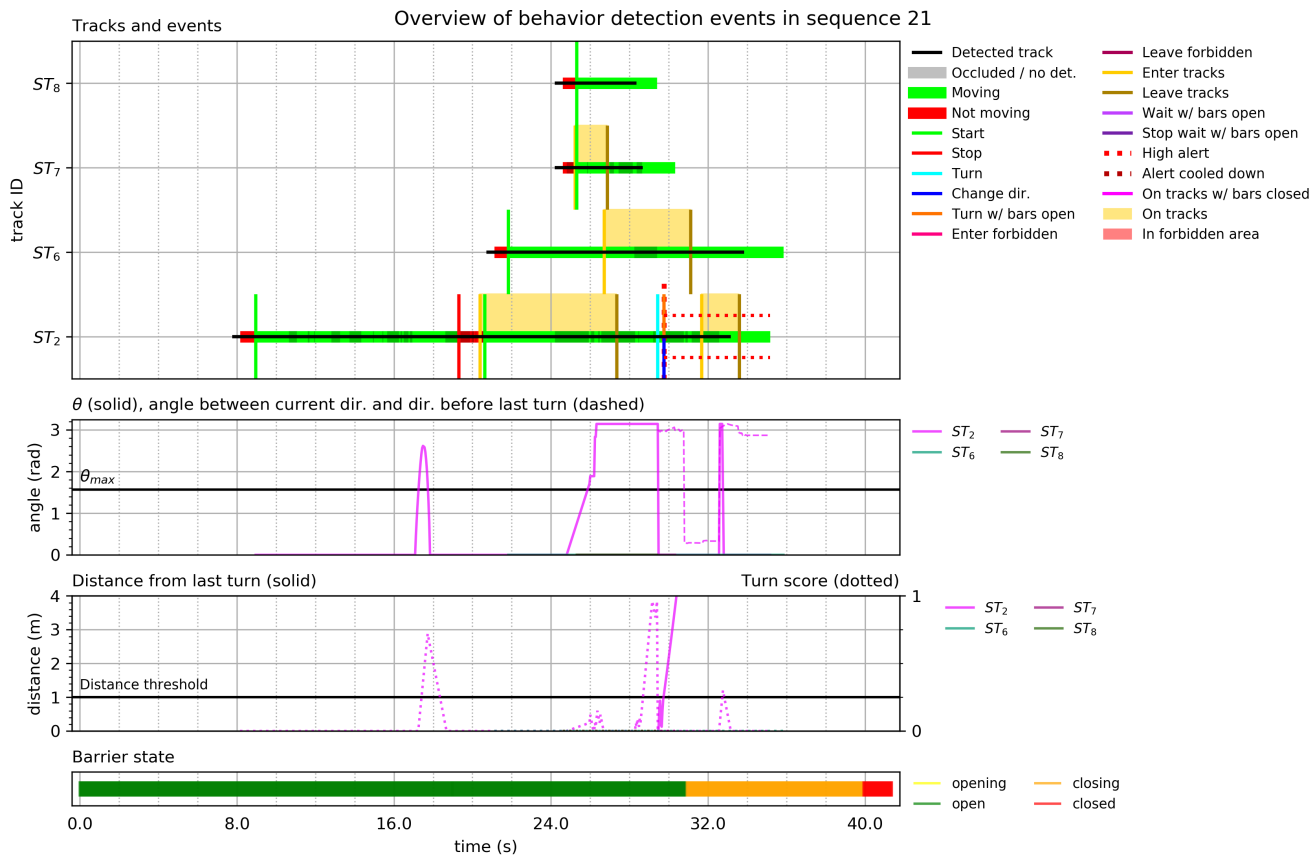 Overview of behavior detection events in sequence 21
Tracks and events
track ID
ST8
ST7
ST6
ST2
Detected track
Occluded / no det.
Moving
Not moving
Start
Stop
Turn
Change dir.
Turn w/ bars open
Enter forbidden
Leave forbidden
Enter tracks
Leave tracks
Wait w/ bars open
Stop wait w/ bars open
High alert
Alert cooled down
On tracks w/ bars closed
On tracks
In forbidden area
θ (solid), angle between current dir. and dir. before last turn (dashed)
angle (rad)
3
2
1
0
θmax
ST2
ST6
ST7
ST8
Distance from last turn (solid)
Turn score (dotted)
distance (m)
4
3
2
1
0
Distance threshold
1
0
ST2
ST6
ST7
ST8
Barrier state
opening
open
closing
closed
0.0 8.0 16.0 24.0 32.0 40.0
time (s)